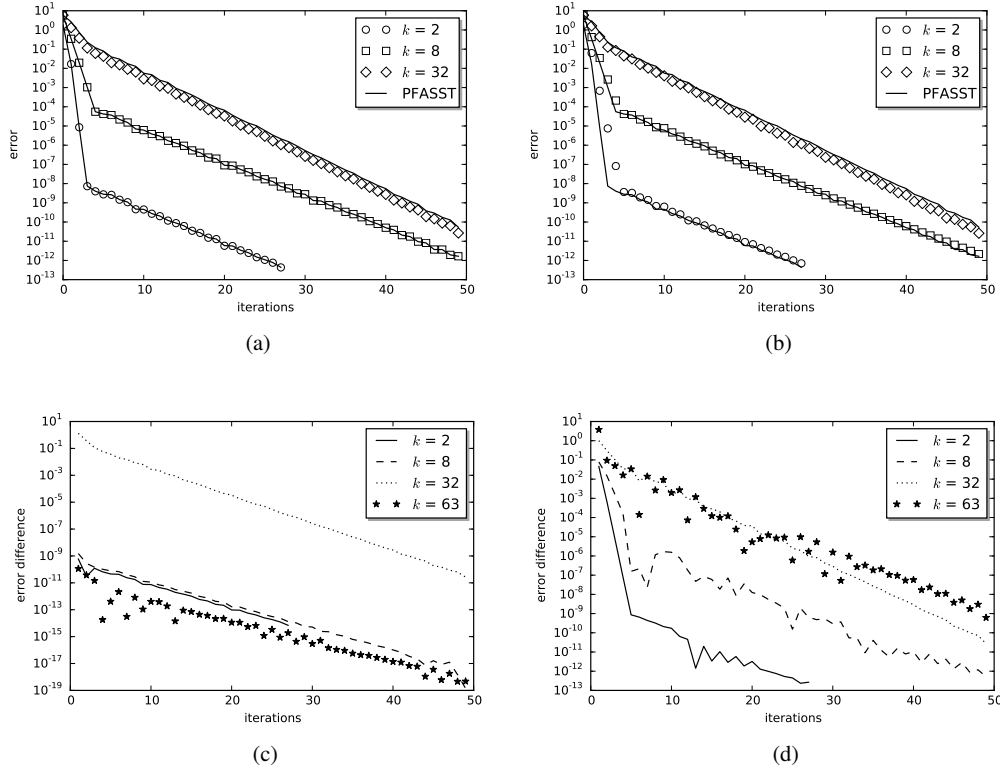 10^1
10^0
10^-1
10^-2
10^-3
10^-4
10^-5
10^-6
10^-7
10^-8
10^-9
10^-10
10^-11
10^-12
10^-13
error
k = 2
k = 8
k = 32
PFASST
0 10 20 30 40 50
iterations
(a)
10^1
10^0
10^-1
10^-2
10^-3
10^-4
10^-5
10^-6
10^-7
10^-8
10^-9
10^-10
10^-11
10^-12
10^-13
error
k = 2
k = 8
k = 32
PFASST
0 10 20 30 40 50
iterations
(b)
10^1
10^-1
10^-3
10^-5
10^-7
10^-9
10^-11
10^-13
10^-15
10^-17
10^-19
error difference
k = 2
k = 8
k = 32
k = 63
0 10 20 30 40 50
iterations
(c)
10^1
10^0
10^-1
10^-2
10^-3
10^-4
10^-5
10^-6
10^-7
10^-8
10^-9
10^-10
10^-11
10^-12
10^-13
error difference
k = 2
k = 8
k = 32
k = 63
0 10 20 30 40 50
iterations
(d)